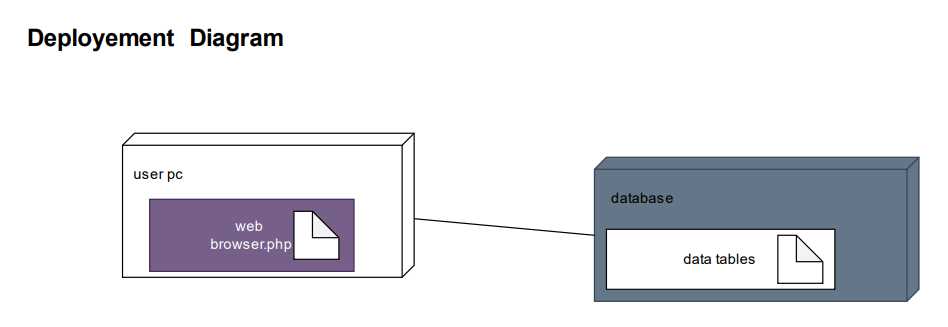 Deployement Diagram
user pc
web
browser.php
database
data tables